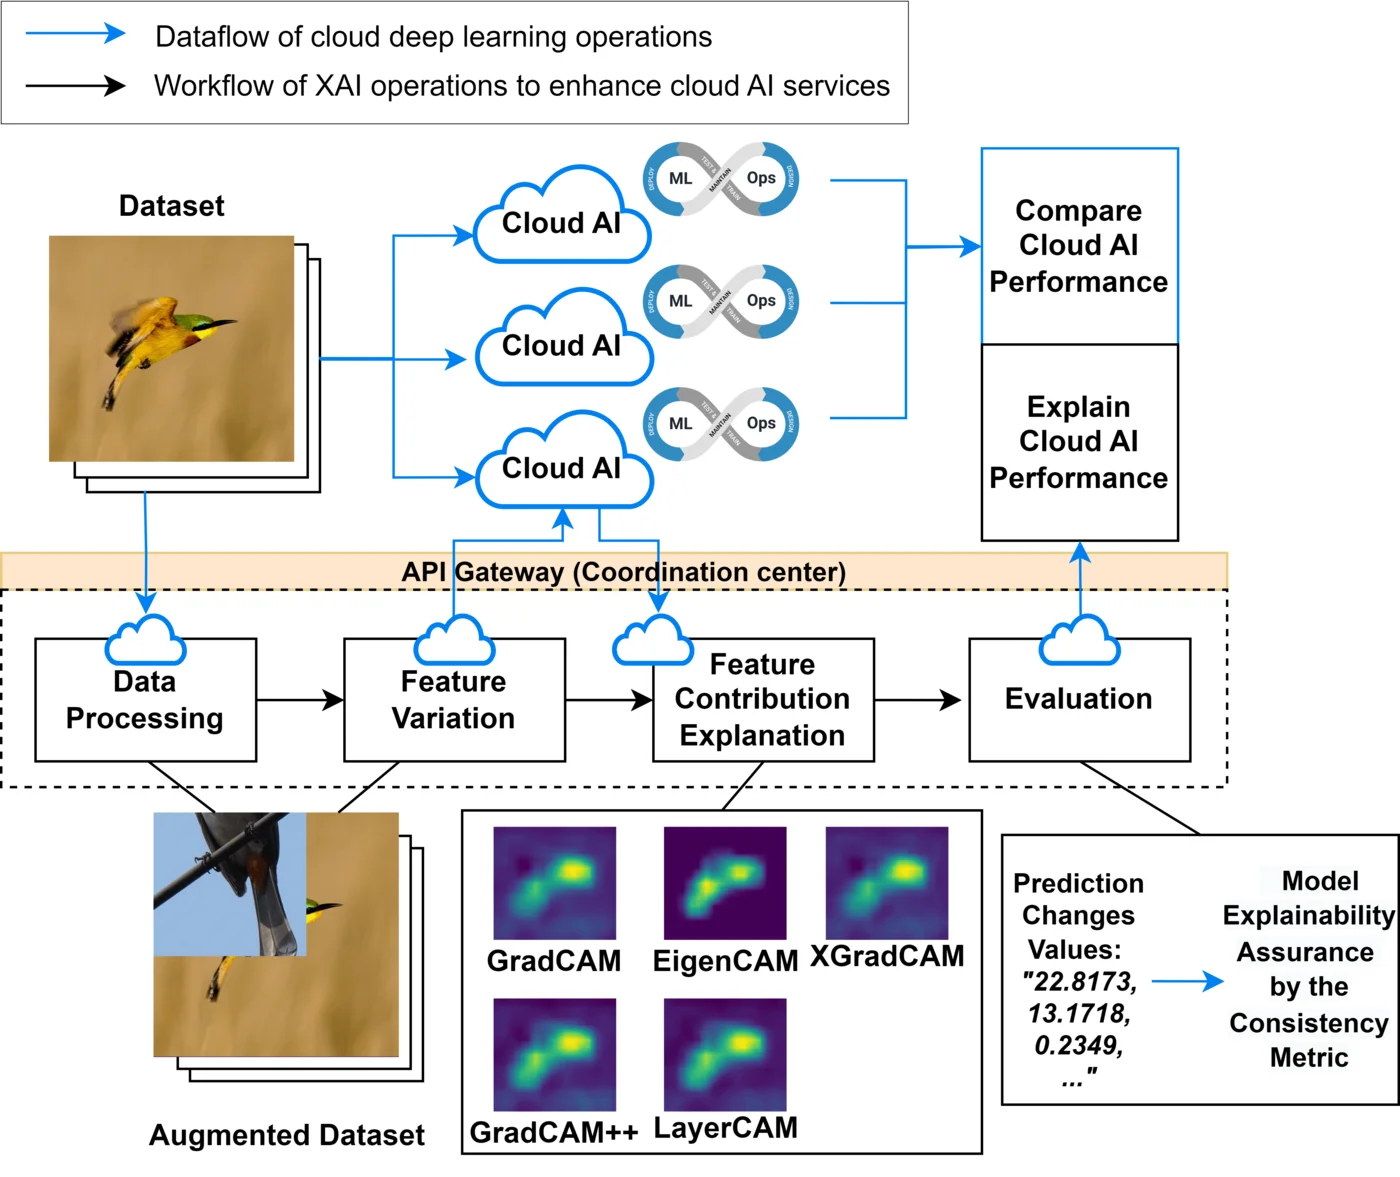 Dataflow of cloud deep learning operations
Workflow of XAI operations to enhance cloud AI services
Dataset
Cloud AI
ML
Ops
DEPLOY
TEST &
MAINTAIN
TRAIN
DESIGN
Cloud AI
ML
Ops
DEPLOY
TEST &
MAINTAIN
TRAIN
DESIGN
Cloud AI
ML
Ops
DEPLOY
TEST &
MAINTAIN
TRAIN
DESIGN
Compare
Cloud AI
Performance
Explain
Cloud AI
Performance
API Gateway (Coordination center)
Data
Processing
Feature
Variation
Feature
Contribution
Explanation
Evaluation
Augmented Dataset
GradCAM
EigenCAM
XGradCAM
GradCAM++
LayerCAM
Prediction
Changes
Values:
"22.8173,
13.1718,
0.2349,
..."
Model
Explainability
Assurance
by the
Consistency
Metric